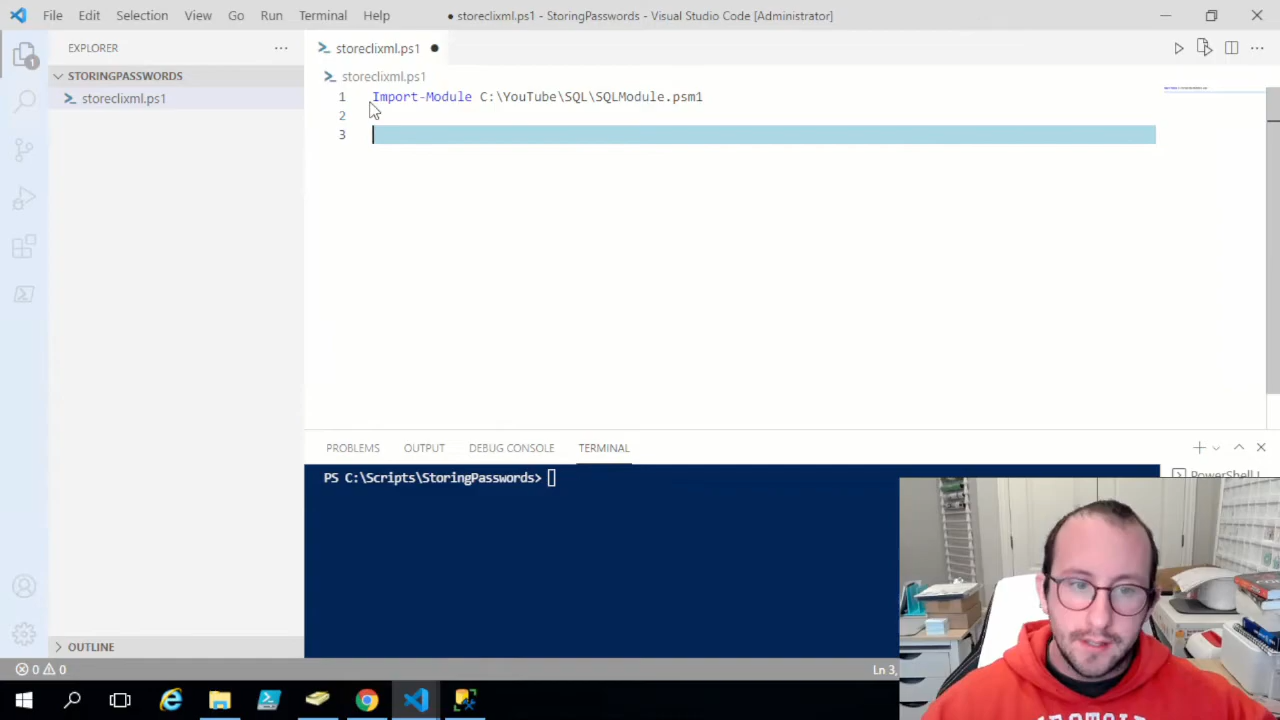 File Edit Selection View Go Run Terminal Help
● storeclixml.ps1 - StoringPasswords - Visual Studio Code [Administrator]
EXPLORER
storeclixml.ps1
1
STORINGPASSWORDS
storeclixml.ps1
storeclixml.ps1
1 Import-Module C:\YouTube\SQL\SQLModule.psm1
2
3
PROBLEMS OUTPUT DEBUG CONSOLE TERMINAL
PS C:\Scripts\StoringPasswords>
PowerShell I
OUTLINE
0 0
Ln 3,